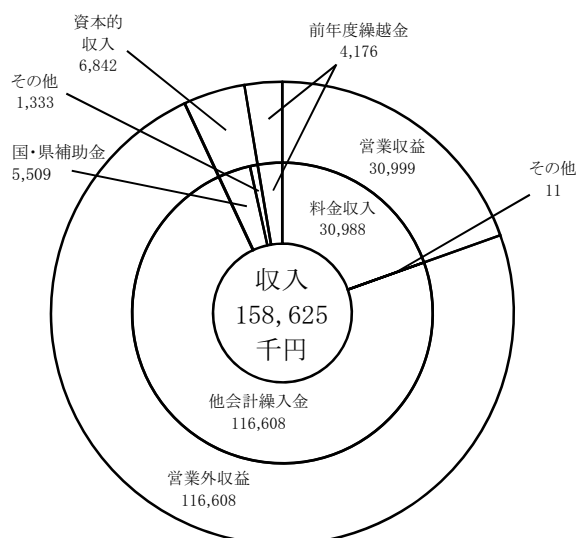 資本的
収入
6,842
前年度繰越金
4,176
その他
1,333
国・県補助金
5,509
営業収益
30,999
その他
11
料金収入
30,988
収入
158,625
千円
他会計繰入金
116,608
営業外収益
116,608